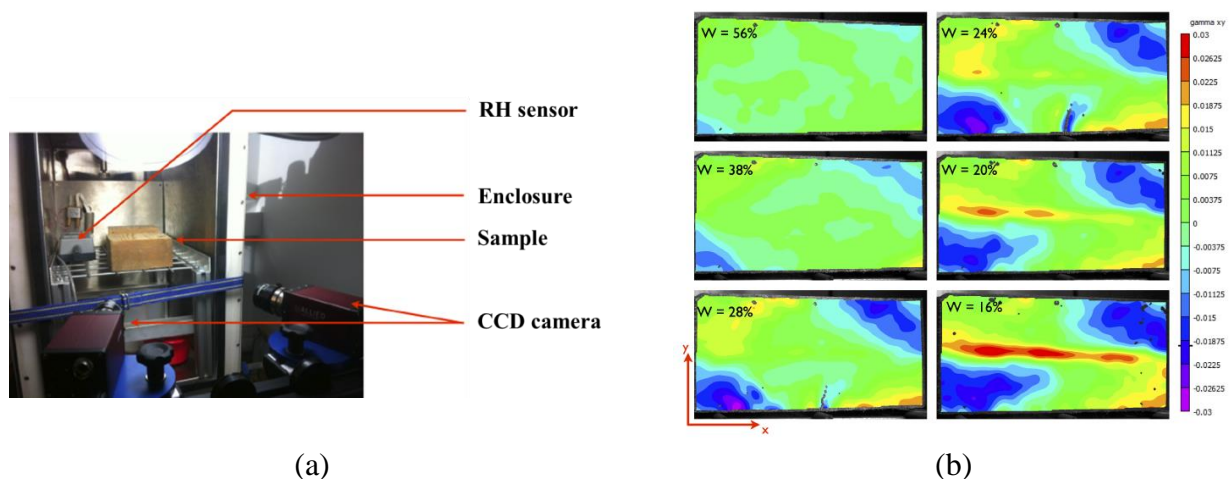 RH sensor
Enclosure
Sample
CCD camera
(a)
W = 56%
W = 24%
W = 38%
W = 20%
W = 28%
W = 16%
y
x
gamma xy
0.03
0.02625
0.0225
0.01875
0.015
0.01125
0.0075
0.00375
0
-0.00375
-0.0075
-0.01125
-0.015
-0.01875
-0.0225
-0.02625
-0.03
(b)